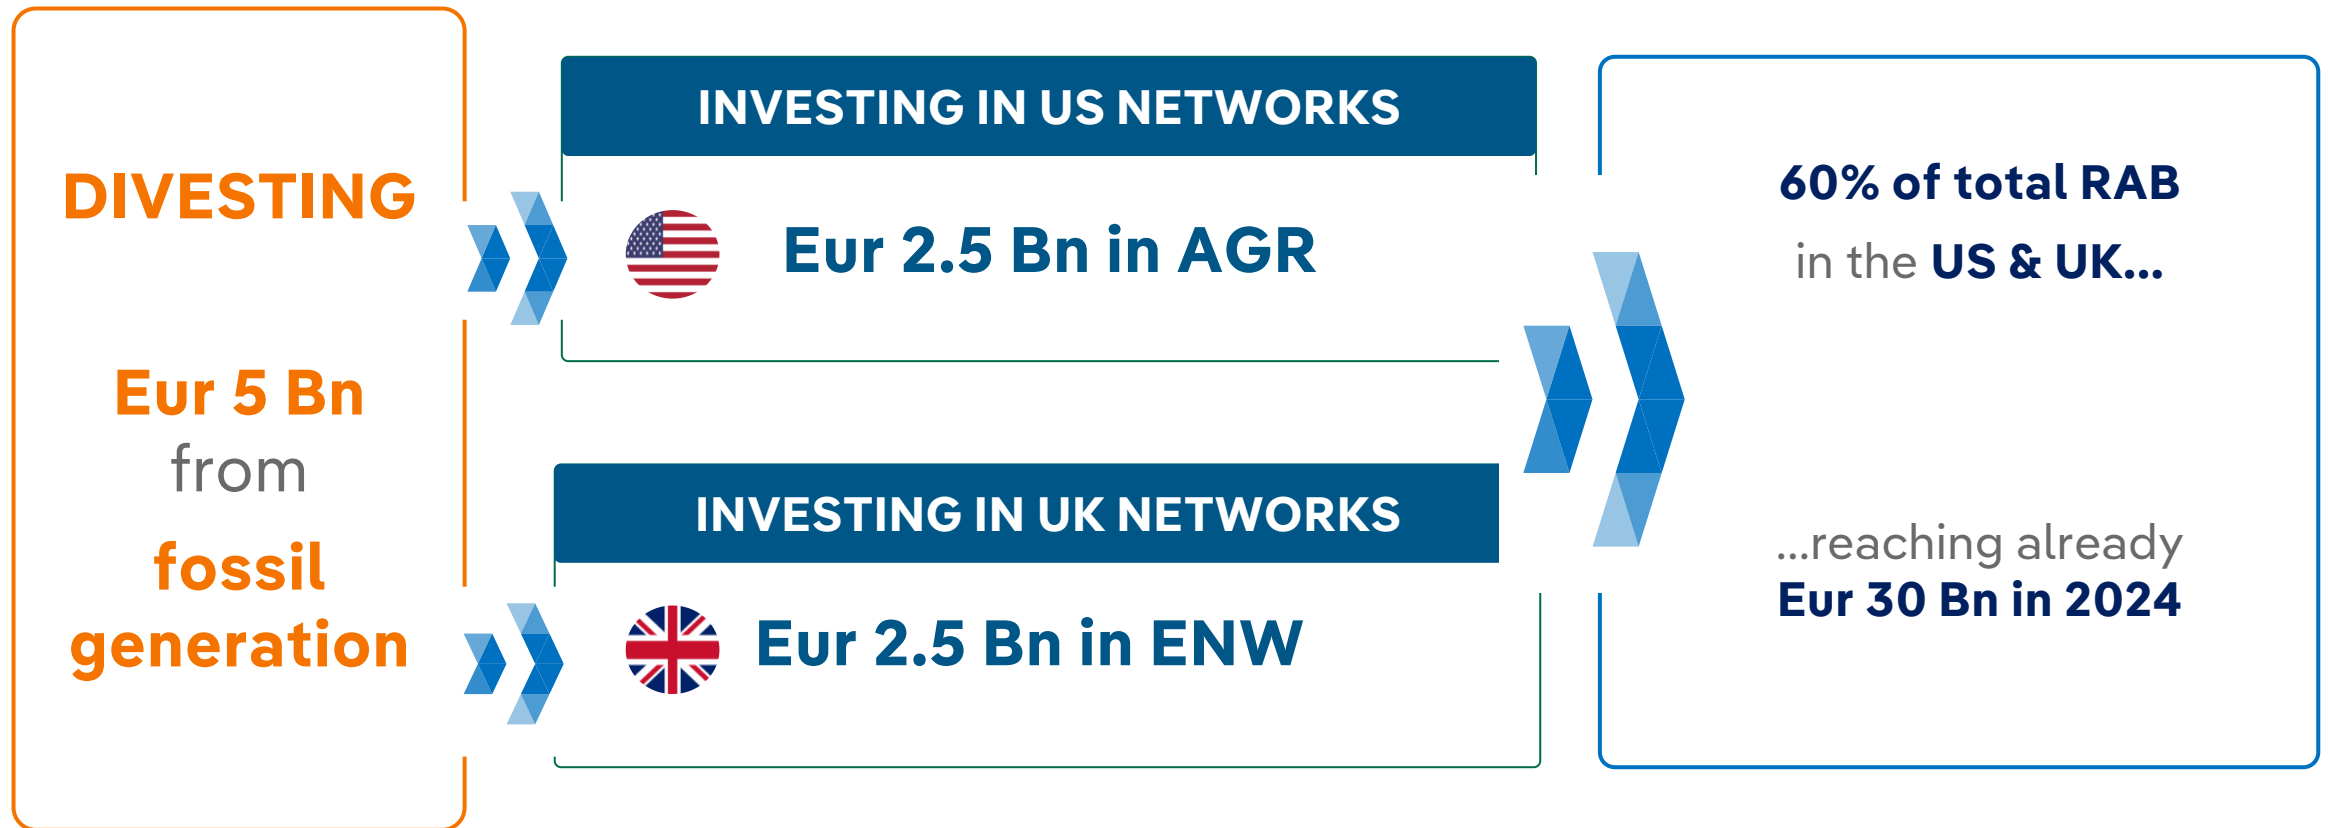 DIVESTING
Eur 5 Bn
from
fossil
generation
INVESTING IN US NETWORKS
Eur 2.5 Bn in AGR
INVESTING IN UK NETWORKS
Eur 2.5 Bn in ENW
60% of total RAB
in the US & UK...
...reaching already
Eur 30 Bn in 2024